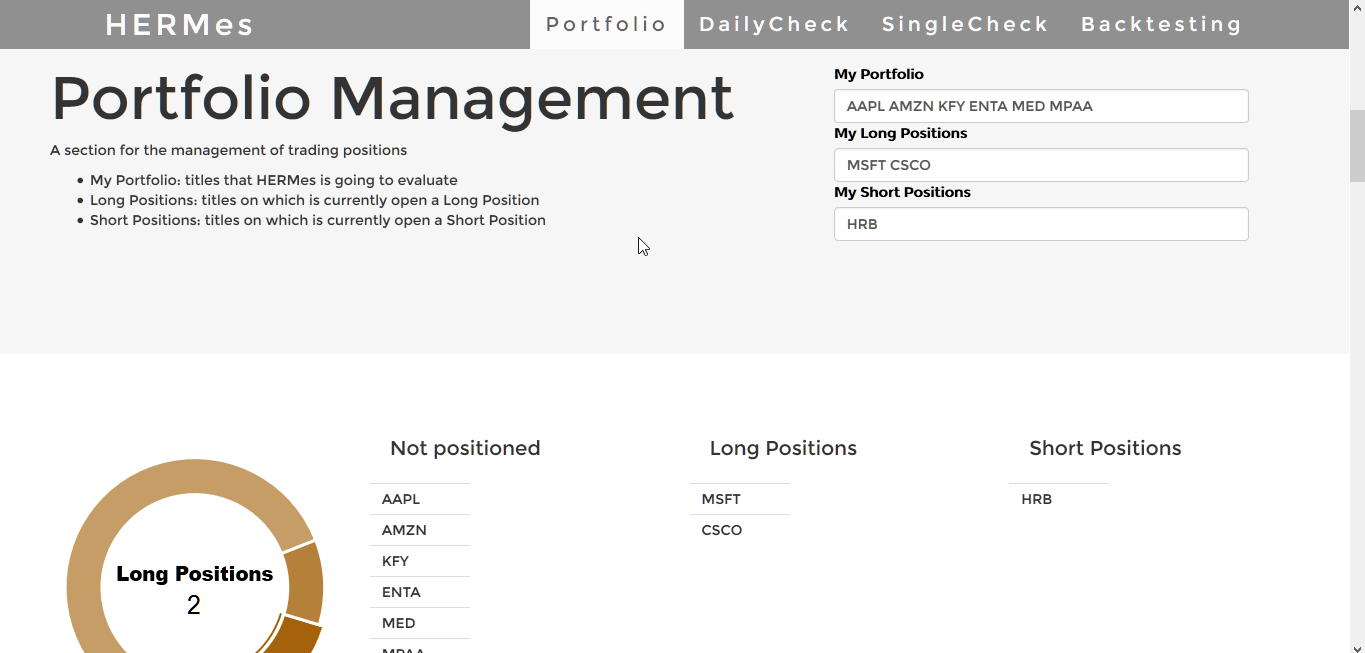 HERMes
Portfolio DailyCheck SingleCheck Backtesting
Portfolio Management
A section for the management of trading positions
My Portfolio: titles that HERMes is going to evaluate
Long Positions: titles on which is currently open a Long Position
Short Positions: titles on which is currently open a Short Position
My Portfolio
AAPL AMZN KFY ENTA MED MPAA
My Long Positions
MSFT CSCO
My Short Positions
HRB
Long Positions
2
Not positioned
AAPL
AMZN
KFY
ENTA
MED
MPAA
Long Positions
MSFT
CSCO
Short Positions
HRB